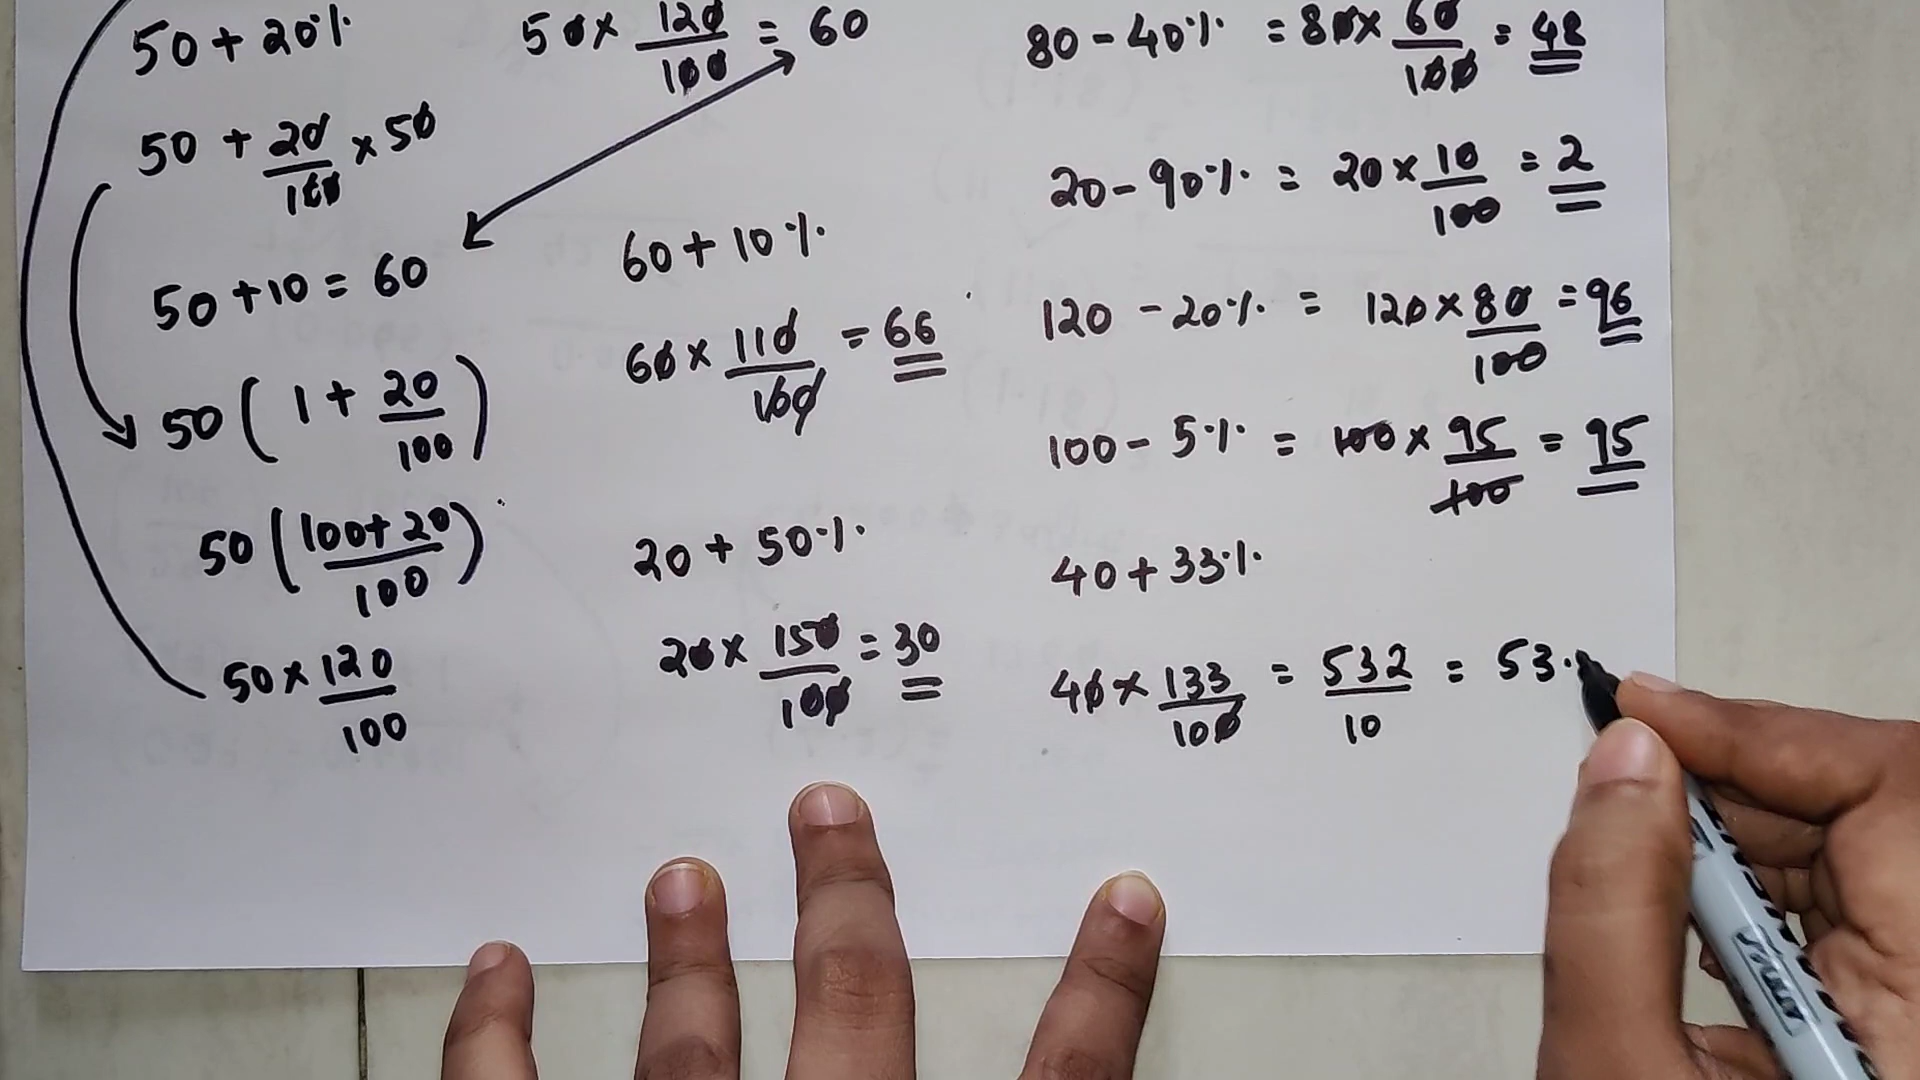 50 + 20%
50 + 20/100 × 50
50 + 10 = 60
50 ( 1 + 20/100 )
50 ( 100 + 20/100 )
50 × 120/100
50 × 120/100 = 60
60 + 10%
60 × 110/100 = 66
20 + 50%
20 × 150/100 = 30
80 - 40% = 80 × 60/100 = 48
20 - 90% = 20 × 10/100 = 2
120 - 20% = 120 × 80/100 = 96
100 - 5% = 100 × 95/100 = 95
40 + 33%
40 × 133/100 = 532/10 = 53.